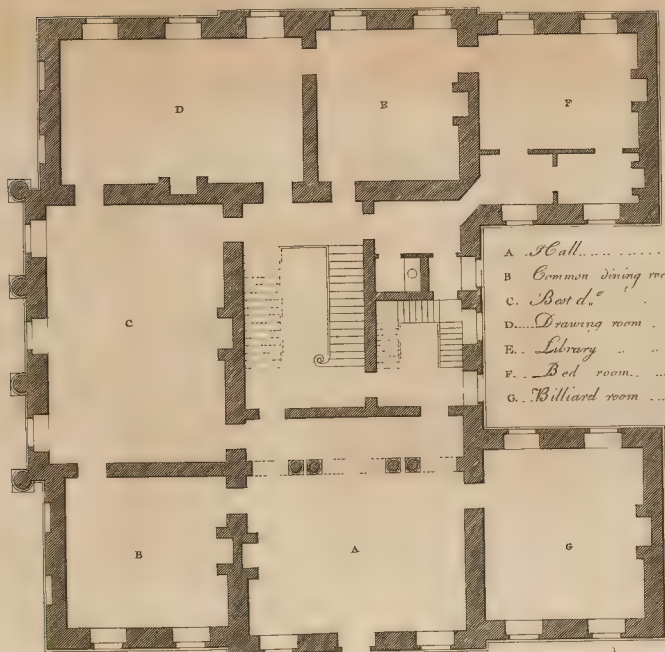 D
E
F
C
B
A
G
A Hall............
B Common dining roo
C. Best d.o .
D.... Drawing room .
E.. Library .. ..
F.. Bed room.. ..
G.. Billiard room ...